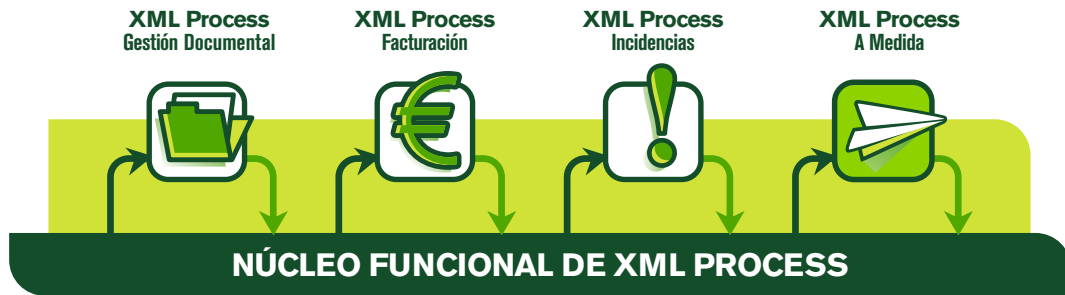 XML Process
Gestión Documental
XML Process
Facturación
XML Process
Incidencias
XML Process
A Medida
NÚCLEO FUNCIONAL DE XML PROCESS